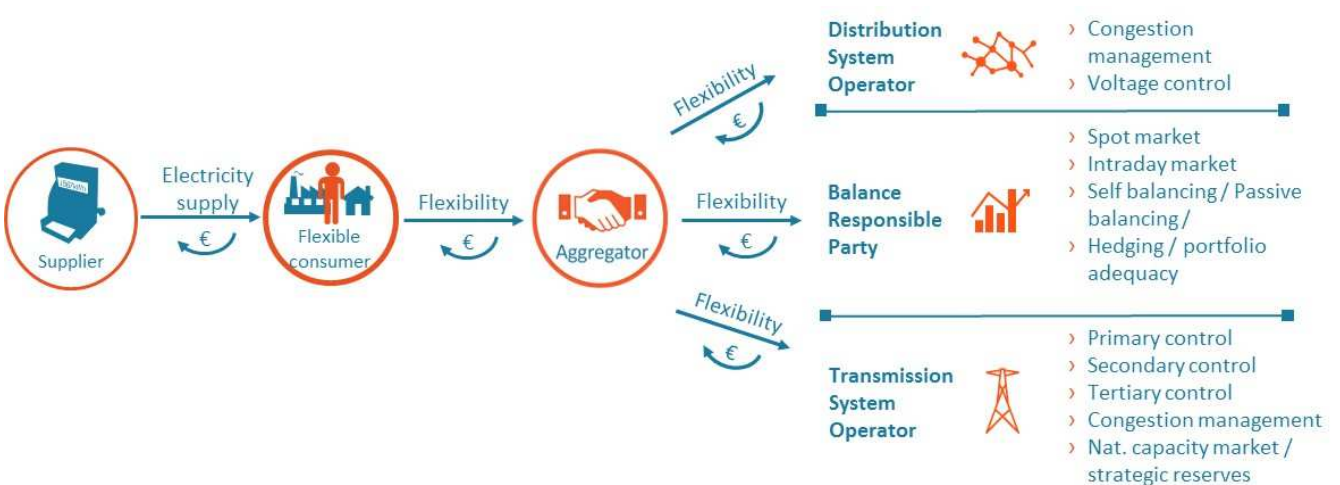 Supplier
Electricity
supply
€
Flexible
consumer
Flexibility
€
Aggregator
Flexibility
€
Distribution
System
Operator
› Congestion
management
› Voltage control
Flexibility
€
Balance
Responsible
Party
› Spot market
› Intraday market
› Self balancing / Passive
balancing /
› Hedging / portfolio
adequacy
Flexibility
€
Transmission
System
Operator
› Primary control
› Secondary control
› Tertiary control
› Congestion management
› Nat. capacity market /
strategic reserves